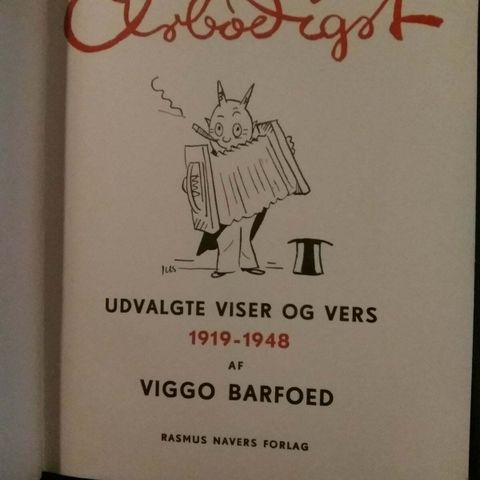 Ærbødigst
UDVALGTE VISER OG VERS
1919-1948
AF
VIGGO BARFOED
RASMUS NAVERS FORLAG